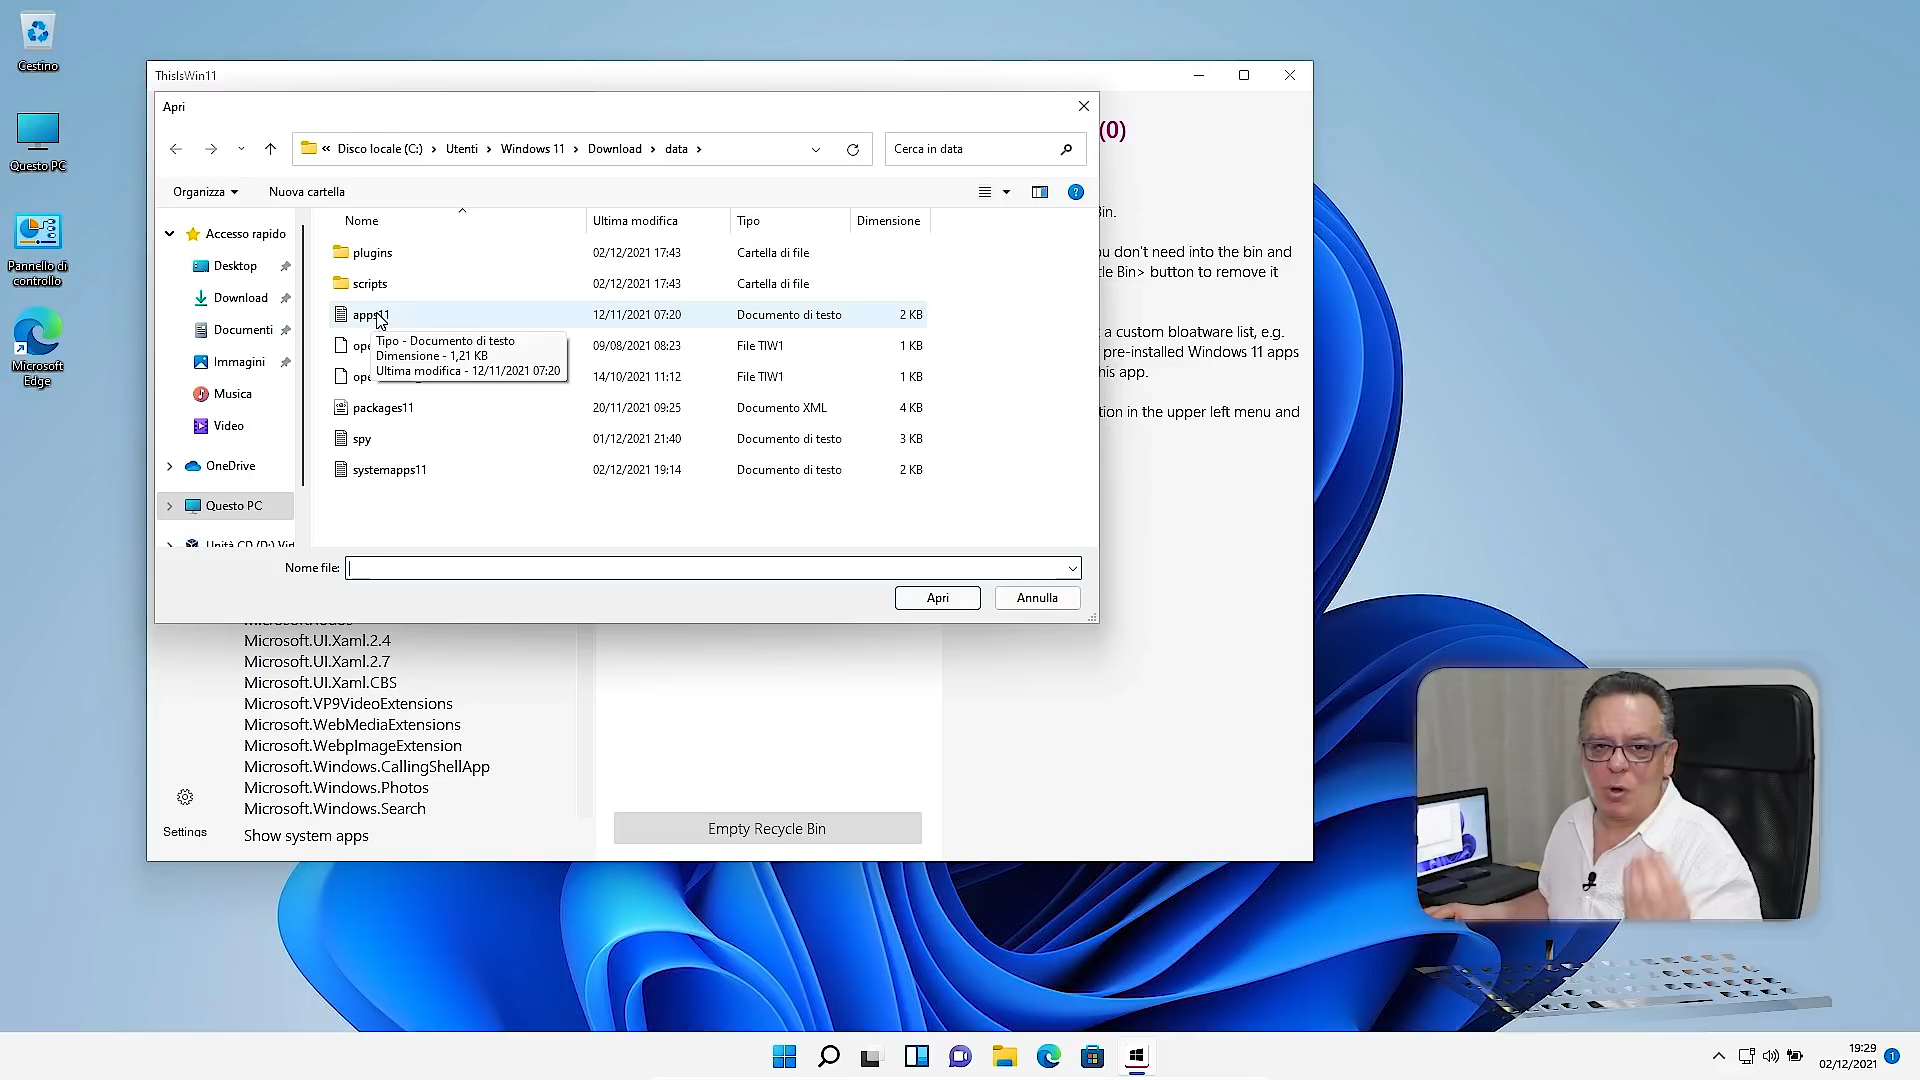 Cestino
Questo PC
Pannello di
controllo
Microsoft
Edge
ThisIsWin11
Apri
« Disco locale (C:) › Utenti › Windows 11 › Download › data ›
Cerca in data
Organizza
Nuova cartella
Accesso rapido
Desktop
Download
Documenti
Immagini
Musica
Video
OneDrive
Questo PC
Unità CD (D:)
Nome Ultima modifica Tipo Dimensione
plugins 02/12/2021 17:43 Cartella di file
scripts 02/12/2021 17:43 Cartella di file
apps11 12/11/2021 07:20 Documento di testo 2 KB
09/08/2021 08:23 File TIW1 1 KB
14/10/2021 11:12 File TIW1 1 KB
packages11 20/11/2021 09:25 Documento XML 4 KB
spy 01/12/2021 21:40 Documento di testo 3 KB
systemapps11 02/12/2021 19:14 Documento di testo 2 KB
Tipo - Documento di testo
Dimensione - 1,21 KB
Ultima modifica - 12/11/2021 07:20
Nome file:
Apri
Annulla
(0)
Bin.
you don't need into the bin and
Bin> button to remove it
a custom bloatware list, e.g.
pre-installed Windows 11 apps
this app.
in the upper left menu and
Microsoft.UI.Xaml.2.4
Microsoft.UI.Xaml.2.7
Microsoft.UI.Xaml.CBS
Microsoft.VP9VideoExtensions
Microsoft.WebMediaExtensions
Microsoft.WebpImageExtension
Microsoft.Windows.CallingShellApp
Microsoft.Windows.Photos
Microsoft.Windows.Search
Show system apps
Settings
Empty Recycle Bin
19:29
02/12/2021
1